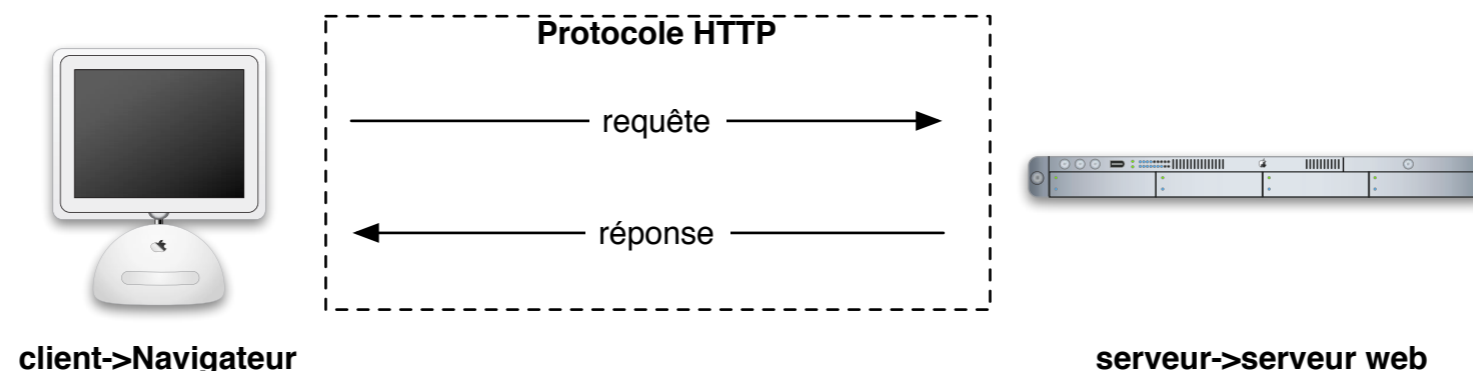 Protocole HTTP
requête
réponse
client->Navigateur
serveur->serveur web